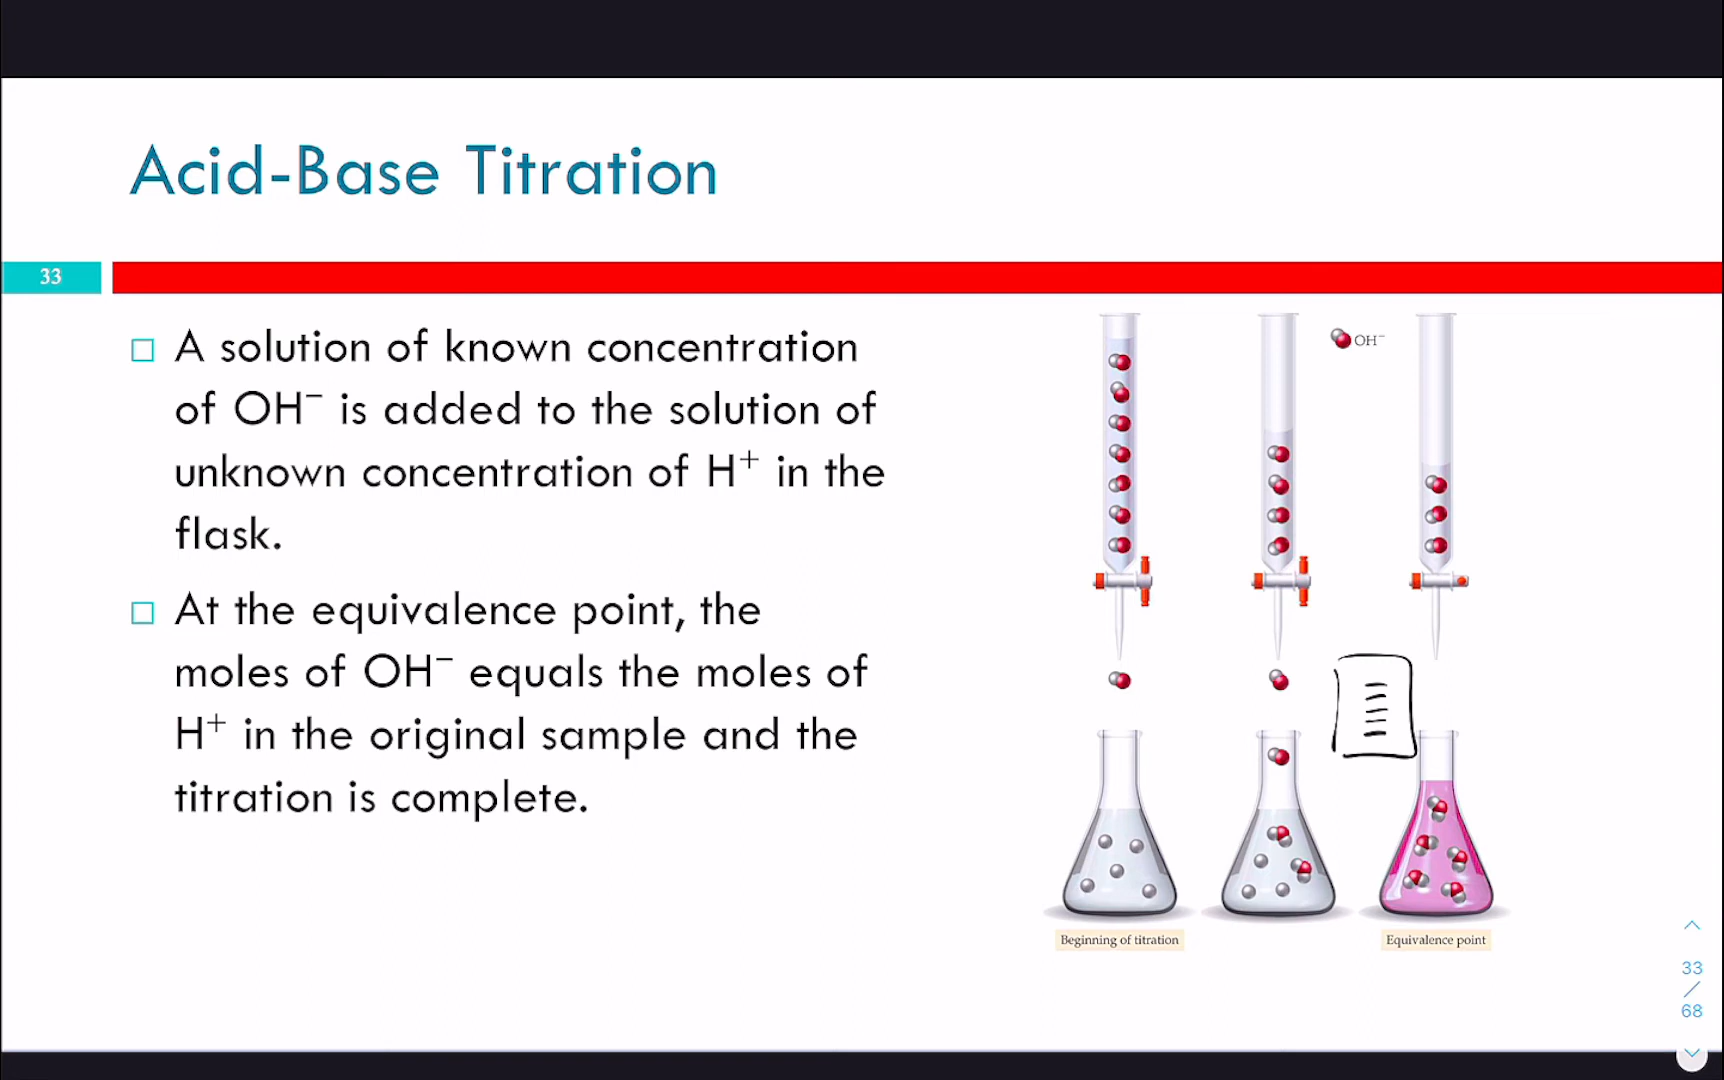 Acid-Base Titration
33
□ A solution of known concentration
of OH⁻ is added to the solution of
unknown concentration of H⁺ in the
flask.
□ At the equivalence point, the
moles of OH⁻ equals the moles of
H⁺ in the original sample and the
titration is complete.
OH⁻
Beginning of titration
Equivalence point
33
/
68